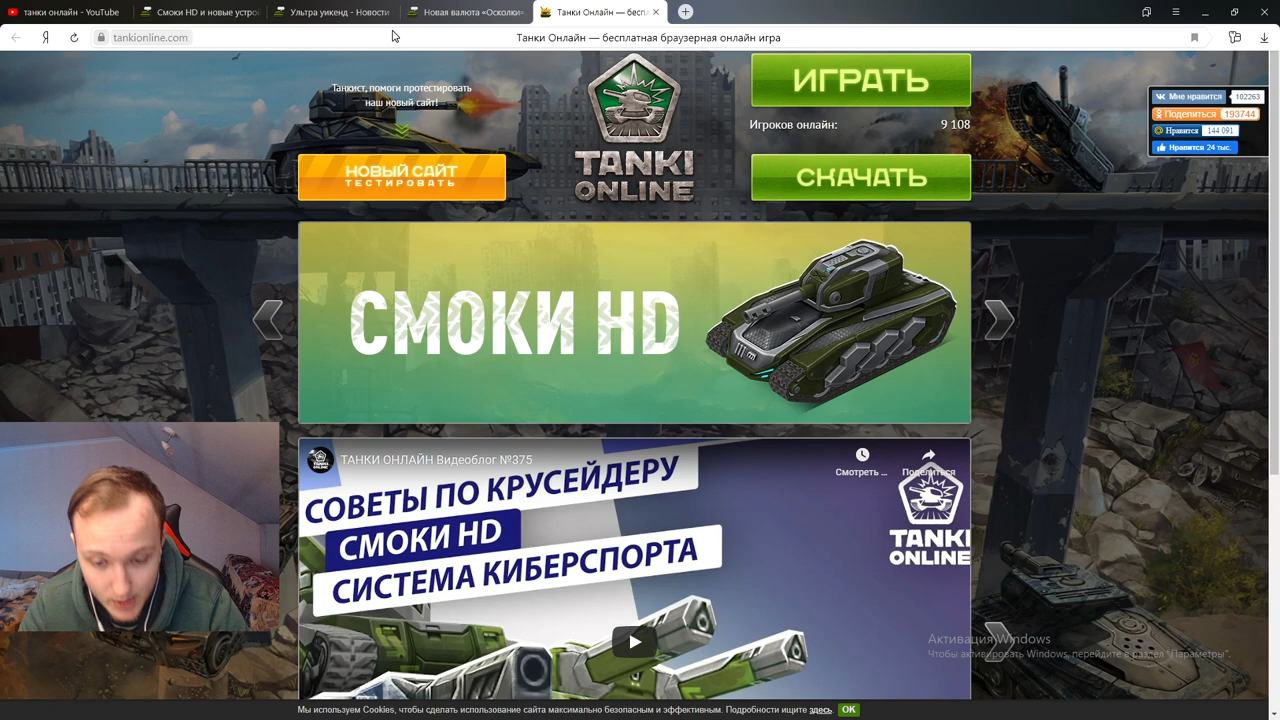 танки онлайн - YouTube
Смоки HD и новые устро
Ультра уикенд - Новости
Новая валюта «Осколки»
Танки Онлайн — беспл
tankionline.com
Танки Онлайн — бесплатная браузерная онлайн игра
Танкист, помоги протестировать
наш новый сайт!
НОВЫЙ САЙТ
ТЕСТИРОВАТЬ
TANKI
ONLINE
ИГРАТЬ
Игроков онлайн: 9 108
СКАЧАТЬ
Мне нравится 102263
Поделиться 193744
Нравится 144 091
Нравится 24 тыс.
СМОКИ HD
ТАНКИ ОНЛАЙН Видеоблог №375
Смотреть ...
Поделиться
СОВЕТЫ ПО КРУСЕЙДЕРУ
СМОКИ HD
СИСТЕМА КИБЕРСПОРТА
TANKI
ONLINE
Активация Windows
Чтобы активировать Windows, перейдите в раздел "Параметры".
Мы используем Cookies, чтобы сделать использование сайта максимально безопасным и эффективным. Подробности ищите здесь. OK